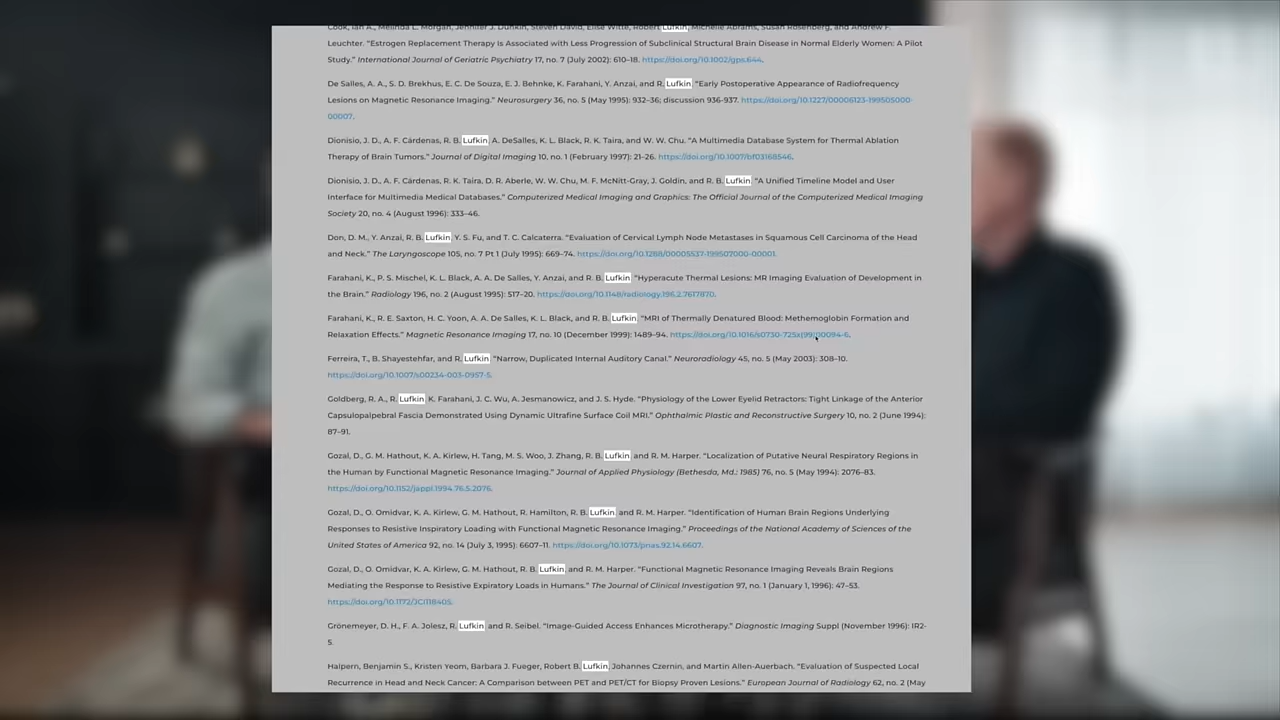 Cook, Ian A., Melinda L. Morgan, Jennifer J. Dunkin, Steven David, Elise Witte, Robert Lufkin, Michelle Abrams, Susan Rosenberg, and Andrew F.
Leuchter. “Estrogen Replacement Therapy Is Associated with Less Progression of Subclinical Structural Brain Disease in Normal Elderly Women: A Pilot
Study.” International Journal of Geriatric Psychiatry 17, no. 7 (July 2002): 610–18. https://doi.org/10.1002/gps.644.
De Salles, A. A., S. D. Brekhus, E. C. De Souza, E. J. Behnke, K. Farahani, Y. Anzai, and R. Lufkin. “Early Postoperative Appearance of Radiofrequency
Lesions on Magnetic Resonance Imaging.” Neurosurgery 36, no. 5 (May 1995): 932–36; discussion 936-937. https://doi.org/10.1227/00006123-199505000-
00007.
Dionisio, J. D., A. F. Cárdenas, R. B. Lufkin, A. DeSalles, K. L. Black, R. K. Taira, and W. W. Chu. “A Multimedia Database System for Thermal Ablation
Therapy of Brain Tumors.” Journal of Digital Imaging 10, no. 1 (February 1997): 21–26. https://doi.org/10.1007/bf03168546.
Dionisio, J. D., A. F. Cárdenas, R. K. Taira, D. R. Aberle, W. W. Chu, M. F. McNitt-Gray, J. Goldin, and R. B. Lufkin. “A Unified Timeline Model and User
Interface for Multimedia Medical Databases.” Computerized Medical Imaging and Graphics: The Official Journal of the Computerized Medical Imaging
Society 20, no. 4 (August 1996): 333–46.
Don, D. M., Y. Anzai, R. B. Lufkin, Y. S. Fu, and T. C. Calcaterra. “Evaluation of Cervical Lymph Node Metastases in Squamous Cell Carcinoma of the Head
and Neck.” The Laryngoscope 105, no. 7 Pt 1 (July 1995): 669–74. https://doi.org/10.1288/00005537-199507000-00001.
Farahani, K., P. S. Mischel, K. L. Black, A. A. De Salles, Y. Anzai, and R. B. Lufkin. “Hyperacute Thermal Lesions: MR Imaging Evaluation of Development in
the Brain.” Radiology 196, no. 2 (August 1995): 517–20. https://doi.org/10.1148/radiology.196.2.7617870.
Farahani, K., R. E. Saxton, H. C. Yoon, A. A. De Salles, K. L. Black, and R. B. Lufkin. “MRI of Thermally Denatured Blood: Methemoglobin Formation and
Relaxation Effects.” Magnetic Resonance Imaging 17, no. 10 (December 1999): 1489–94. https://doi.org/10.1016/s0730-725x(99)00094-6.
Ferreira, T., B. Shayestehfar, and R. Lufkin. “Narrow, Duplicated Internal Auditory Canal.” Neuroradiology 45, no. 5 (May 2003): 308–10.
https://doi.org/10.1007/s00234-003-0957-5.
Goldberg, R. A., R. Lufkin, K. Farahani, J. C. Wu, A. Jesmanowicz, and J. S. Hyde. “Physiology of the Lower Eyelid Retractors: Tight Linkage of the Anterior
Capsulopalpebral Fascia Demonstrated Using Dynamic Ultrafine Surface Coil MRI.” Ophthalmic Plastic and Reconstructive Surgery 10, no. 2 (June 1994):
87–91.
Gozal, D., G. M. Hathout, K. A. Kirlew, H. Tang, M. S. Woo, J. Zhang, R. B. Lufkin, and R. M. Harper. “Localization of Putative Neural Respiratory Regions in
the Human by Functional Magnetic Resonance Imaging.” Journal of Applied Physiology (Bethesda, Md.: 1985) 76, no. 5 (May 1994): 2076–83.
https://doi.org/10.1152/jappl.1994.76.5.2076.
Gozal, D., O. Omidvar, K. A. Kirlew, G. M. Hathout, R. Hamilton, R. B. Lufkin, and R. M. Harper. “Identification of Human Brain Regions Underlying
Responses to Resistive Inspiratory Loading with Functional Magnetic Resonance Imaging.” Proceedings of the National Academy of Sciences of the
United States of America 92, no. 14 (July 3, 1995): 6607–11. https://doi.org/10.1073/pnas.92.14.6607.
Gozal, D., O. Omidvar, K. A. Kirlew, G. M. Hathout, R. B. Lufkin, and R. M. Harper. “Functional Magnetic Resonance Imaging Reveals Brain Regions
Mediating the Response to Resistive Expiratory Loads in Humans.” The Journal of Clinical Investigation 97, no. 1 (January 1, 1996): 47–53.
https://doi.org/10.1172/JCI118405.
Grönemeyer, D. H., F. A. Jolesz, R. Lufkin, and R. Seibel. “Image-Guided Access Enhances Microtherapy.” Diagnostic Imaging Suppl (November 1996): IR2-
5.
Halpern, Benjamin S., Kristen Yeom, Barbara J. Fueger, Robert B. Lufkin, Johannes Czernin, and Martin Allen-Auerbach. “Evaluation of Suspected Local
Recurrence in Head and Neck Cancer: A Comparison between PET and PET/CT for Biopsy Proven Lesions.” European Journal of Radiology 62, no. 2 (May